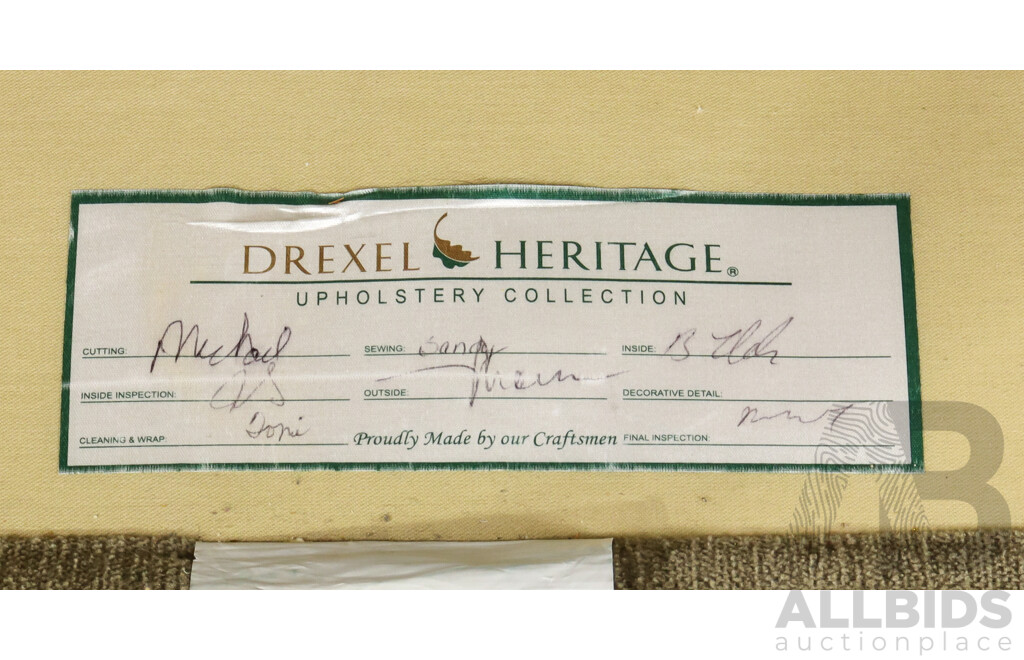 DREXEL HERITAGE®
UPHOLSTERY COLLECTION
CUTTING: Michael SEWING: Sandy INSIDE: B
INSIDE INSPECTION: OUTSIDE: DECORATIVE DETAIL:
CLEANING & WRAP: Toni Proudly Made by our Craftsmen FINAL INSPECTION:
AB
ALLBIDS
auctionplace